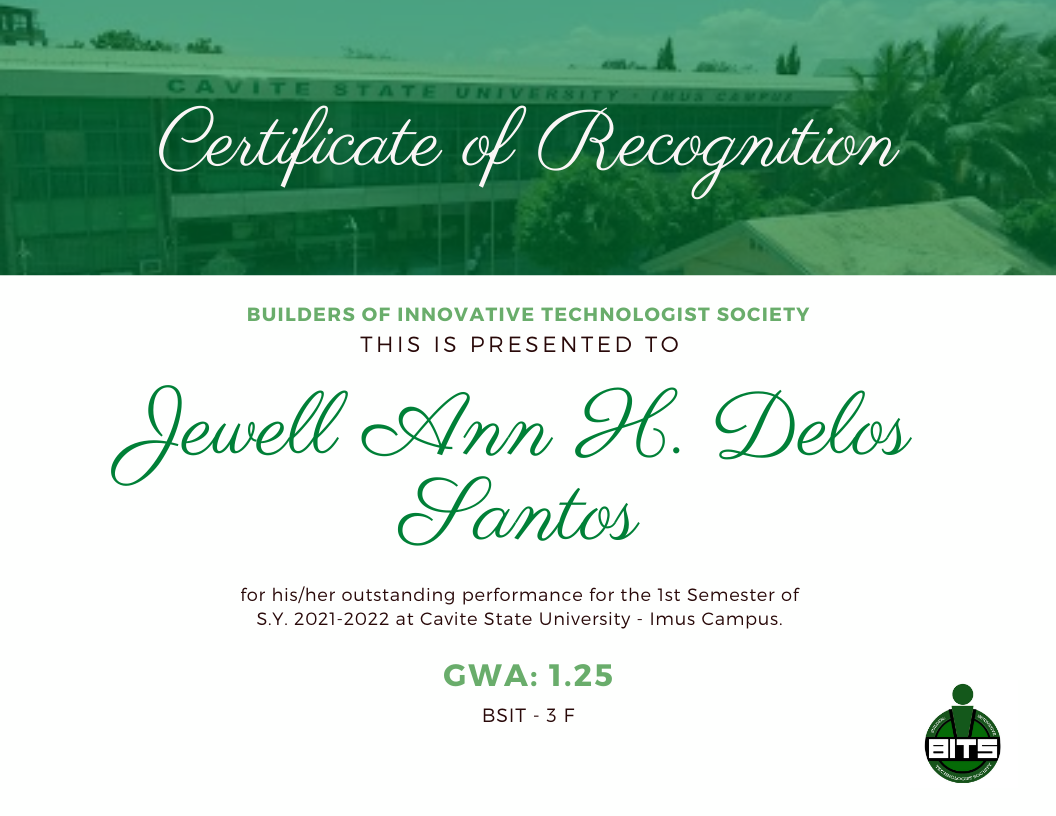 CAVITE STATE UNIVERSITY - IMUS CAMPUS
Certificate of Recognition
BUILDERS OF INNOVATIVE TECHNOLOGIST SOCIETY
THIS IS PRESENTED TO
Jewell Ann H. Delos
Santos
for his/her outstanding performance for the 1st Semester of
S.Y. 2021-2022 at Cavite State University - Imus Campus.
GWA: 1.25
BSIT - 3 F
BITS
TECHNOLOGIST SOCIETY